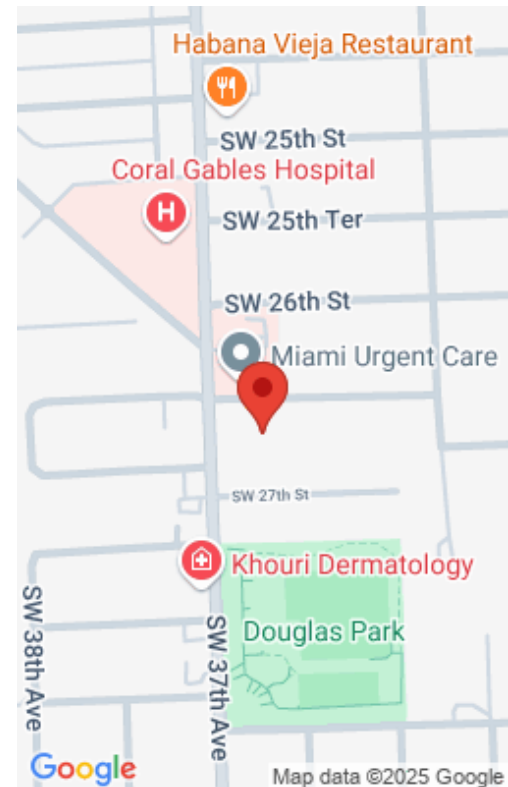 Habana Vieja Restaurant
SW 25th St
Coral Gables Hospital
H
SW 25th Ter
SW 26th St
Miami Urgent Care
SW 27th St
Khouri Dermatology
Douglas Park
SW 38th Ave
SW 37th Ave
Google
Map data ©2025 Google